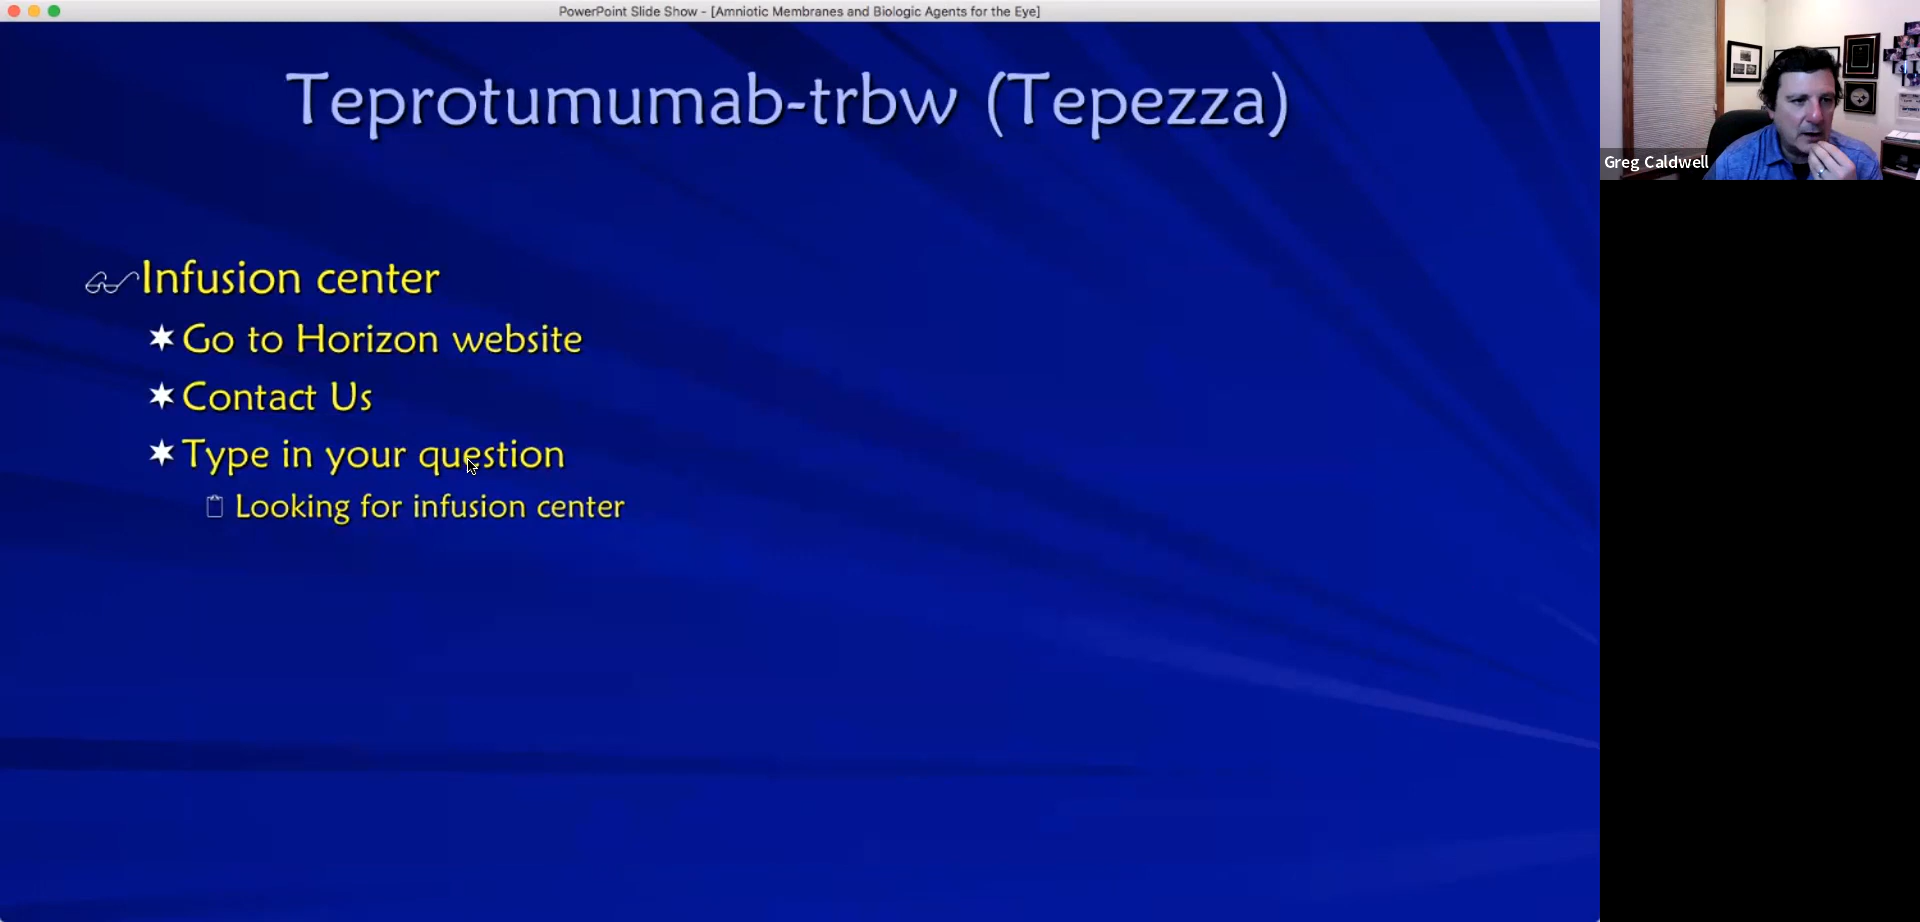 PowerPoint Slide Show - [Amniotic Membranes and Biologic Agents for the Eye]
Teprotumumab-trbw (Tepezza)
Infusion center
Go to Horizon website
Contact Us
Type in your question
Looking for infusion center
Greg Caldwell